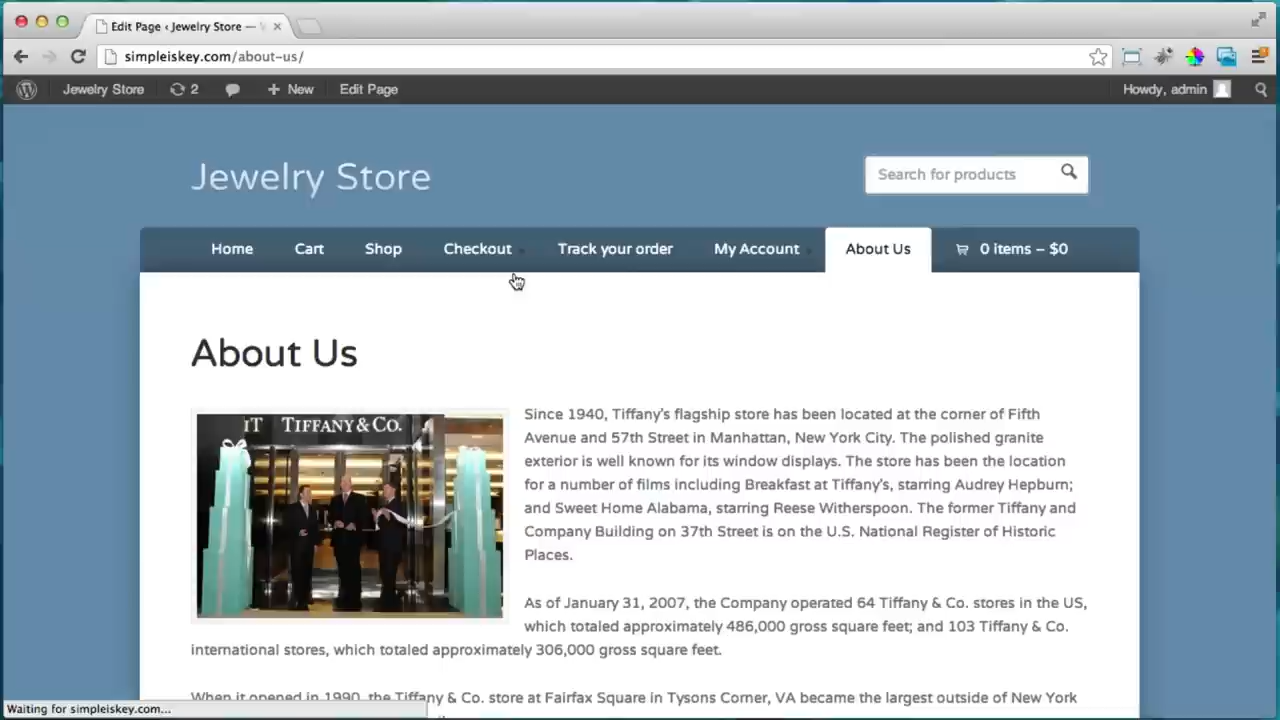 Edit Page ‹ Jewelry Store —
simpleiskey.com/about-us/
Jewelry Store 2 New Edit Page Howdy, admin
Jewelry Store
Search for products
Home Cart Shop Checkout Track your order My Account About Us 0 items – $0
About Us
IT TIFFANY & CO.
Since 1940, Tiffany's flagship store has been located at the corner of Fifth
Avenue and 57th Street in Manhattan, New York City. The polished granite
exterior is well known for its window displays. The store has been the location
for a number of films including Breakfast at Tiffany's, starring Audrey Hepburn;
and Sweet Home Alabama, starring Reese Witherspoon. The former Tiffany and
Company Building on 37th Street is on the U.S. National Register of Historic
Places.
As of January 31, 2007, the Company operated 64 Tiffany & Co. stores in the US,
which totaled approximately 486,000 gross square feet; and 103 Tiffany & Co.
international stores, which totaled approximately 306,000 gross square feet.
When it opened in 1990, the Tiffany & Co. store at Fairfax Square in Tysons Corner, VA became the largest outside of New York
Waiting for simpleiskey.com...